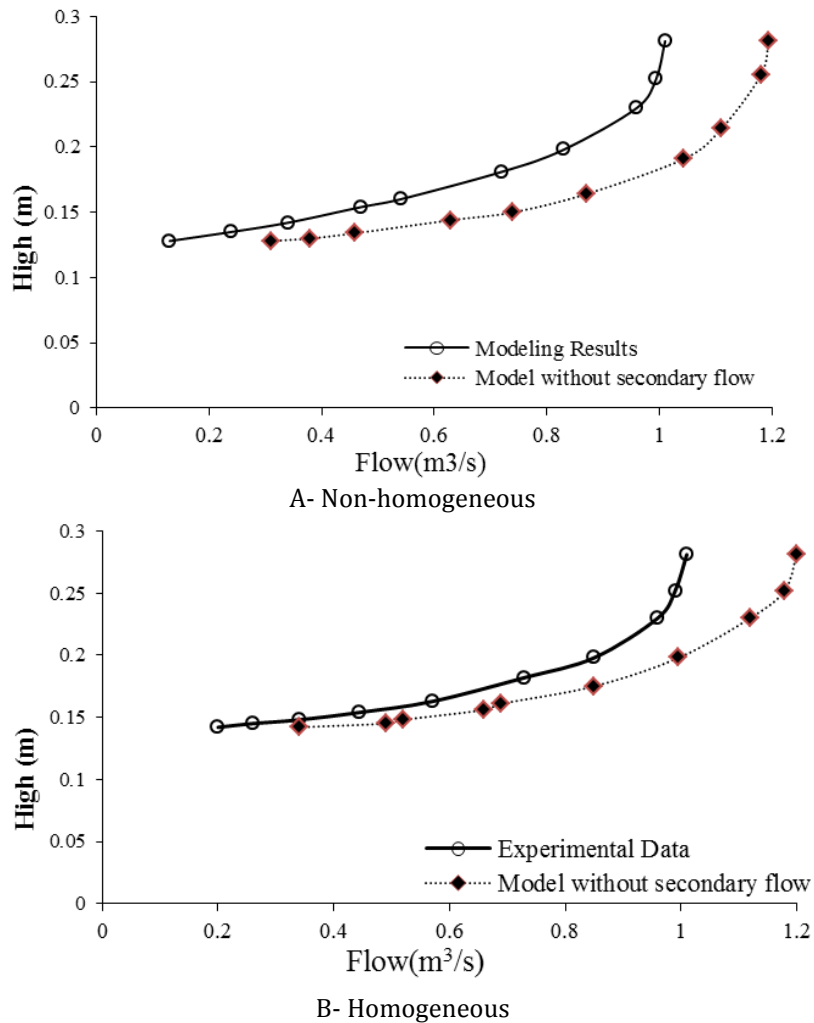 0.3
0.25
0.2
0.15
0.1
0.05
0
High (m)
Modeling Results
Model without secondary flow
0 0.2 0.4 0.6 0.8 1 1.2
Flow(m3/s)
A- Non-homogeneous
0.3
0.25
0.2
0.15
0.1
0.05
0
High (m)
Experimental Data
Model without secondary flow
0 0.2 0.4 0.6 0.8 1 1.2
Flow(m³/s)
B- Homogeneous